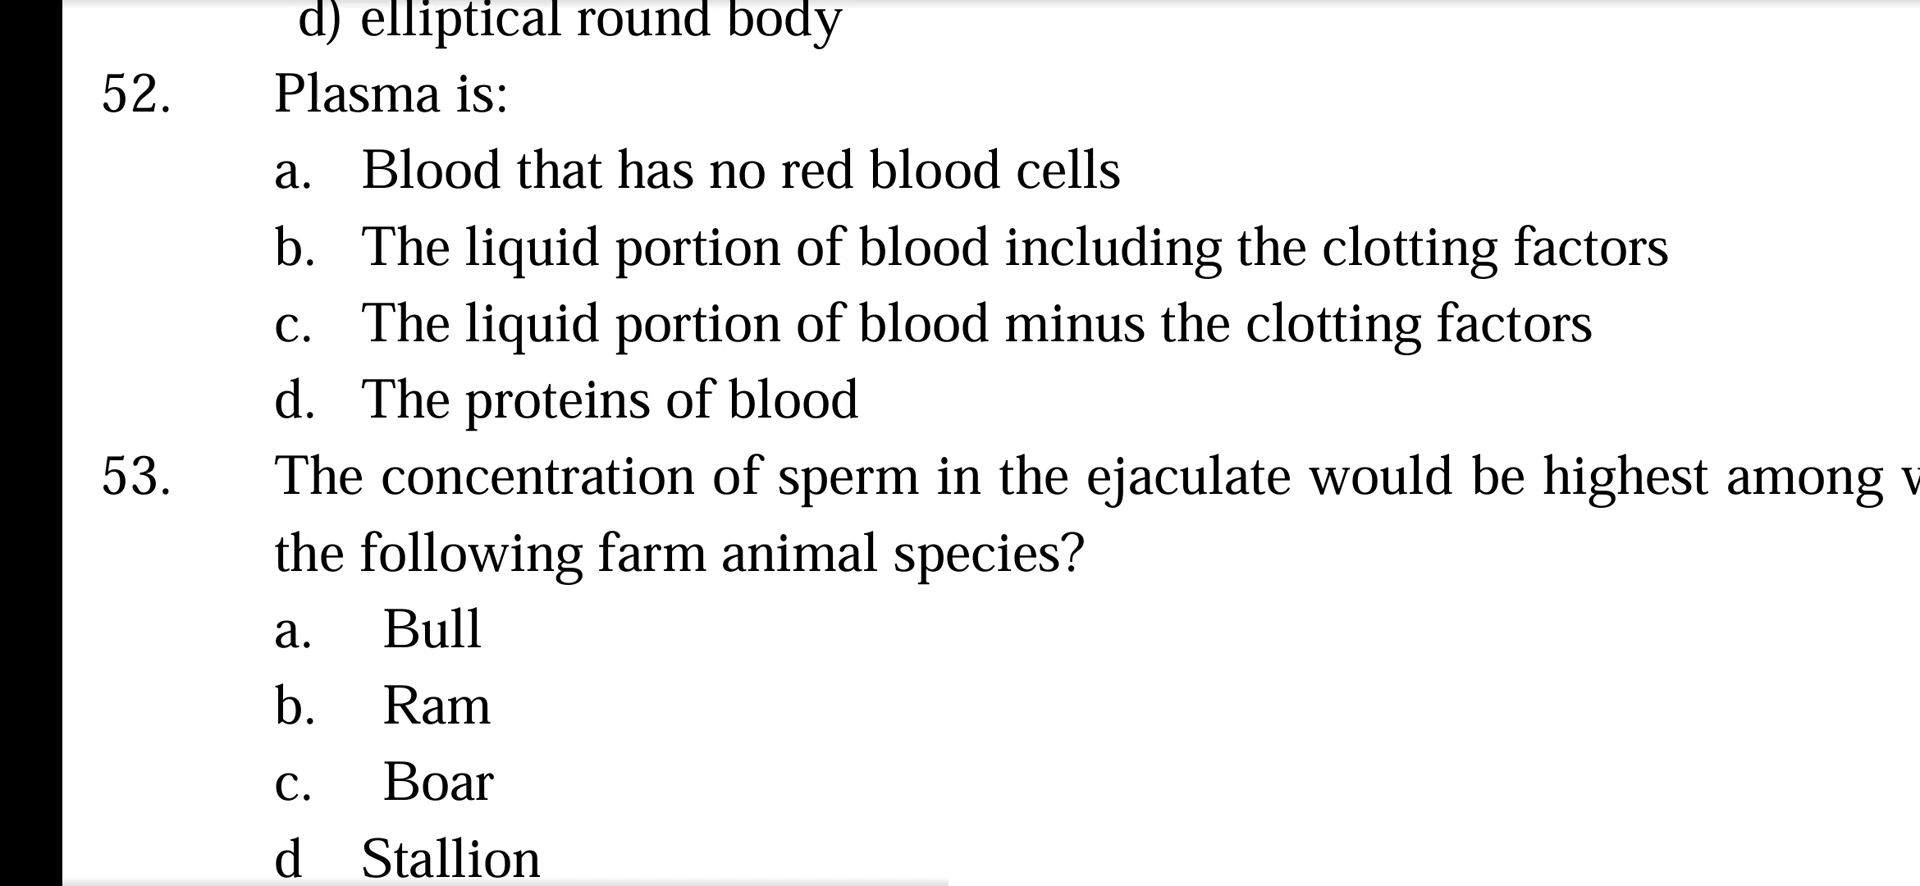 d) elliptical round body
52. Plasma is:
a. Blood that has no red blood cells
b. The liquid portion of blood including the clotting factors
c. The liquid portion of blood minus the clotting factors
d. The proteins of blood
53. The concentration of sperm in the ejaculate would be highest among
the following farm animal species?
a. Bull
b. Ram
c. Boar
d Stallion